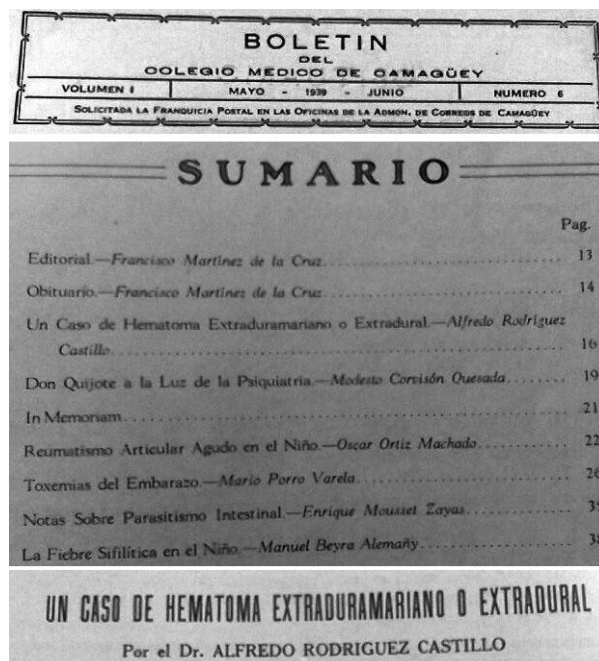 BOLETIN
DEL
COLEGIO MEDICO DE CAMAGÜEY
VOLUMEN I MAYO - 1939 - JUNIO NUMERO 6
SOLICITADA LA FRANQUICIA POSTAL EN LAS OFICINAS DE LA ADMON. DE CORREOS DE CAMAGÜEY
SUMARIO
Pag.
Editorial.—Francisco Martínez de la Cruz. 13
Obituario.—Francisco Martínez de la Cruz. 14
Un Caso de Hematoma Extraduramariano o Extradural.—Alfredo Rodríguez
Castillo. 16
Don Quijote a la Luz de la Psiquiatria.—Modesto Corvisón Quesada. 19
In Memoriam. 21
Reumatismo Articular Agudo en el Niño.—Oscar Ortiz Machado. 22
Toxemias del Embarazo.—Mario Porro Varela. 26
Notas Sobre Parasitismo Intestinal.—Enrique Mousset Zayas.
La Fiebre Sifilítica en el Niño.—Manuel Beyra Alemañy.
UN CASO DE HEMATOMA EXTRADURAMARIANO O EXTRADURAL
Por el Dr. ALFREDO RODRIGUEZ CASTILLO